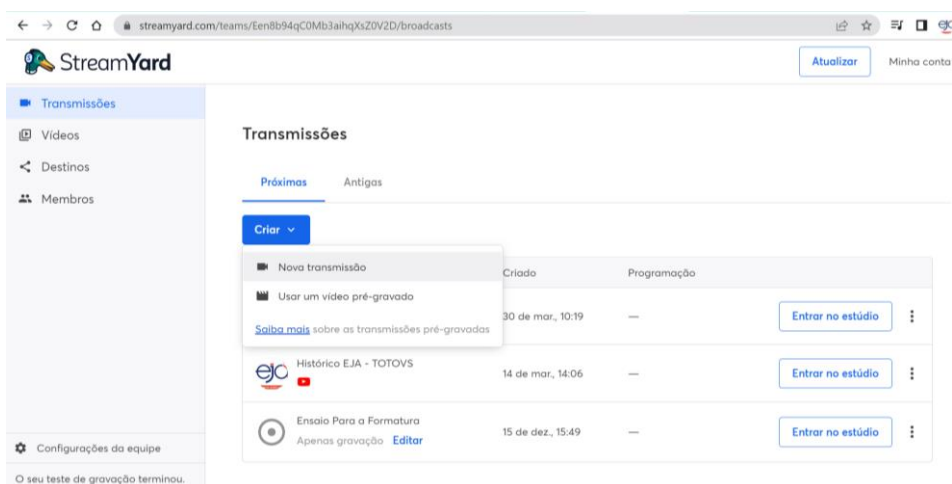 streamyard.com/teams/Een8b94qC0Mb3aihqXsZ0V2D/broadcasts
StreamYard
Atualizar
Minha conta
Transmissões
Vídeos
Destinos
Membros
Configurações da equipe
O seu teste de gravação terminou.
Transmissões
Próximas Antigas
Criar
Nova transmissão
Usar um vídeo pré-gravado
Saiba mais sobre as transmissões pré-gravadas
Criado Programação
30 de mar., 10:19 — Entrar no estúdio
ejc
Histórico EJA - TOTOVS
14 de mar., 14:06 — Entrar no estúdio
Ensaio Para a Formatura
Apenas gravação Editar
15 de dez., 15:49 — Entrar no estúdio